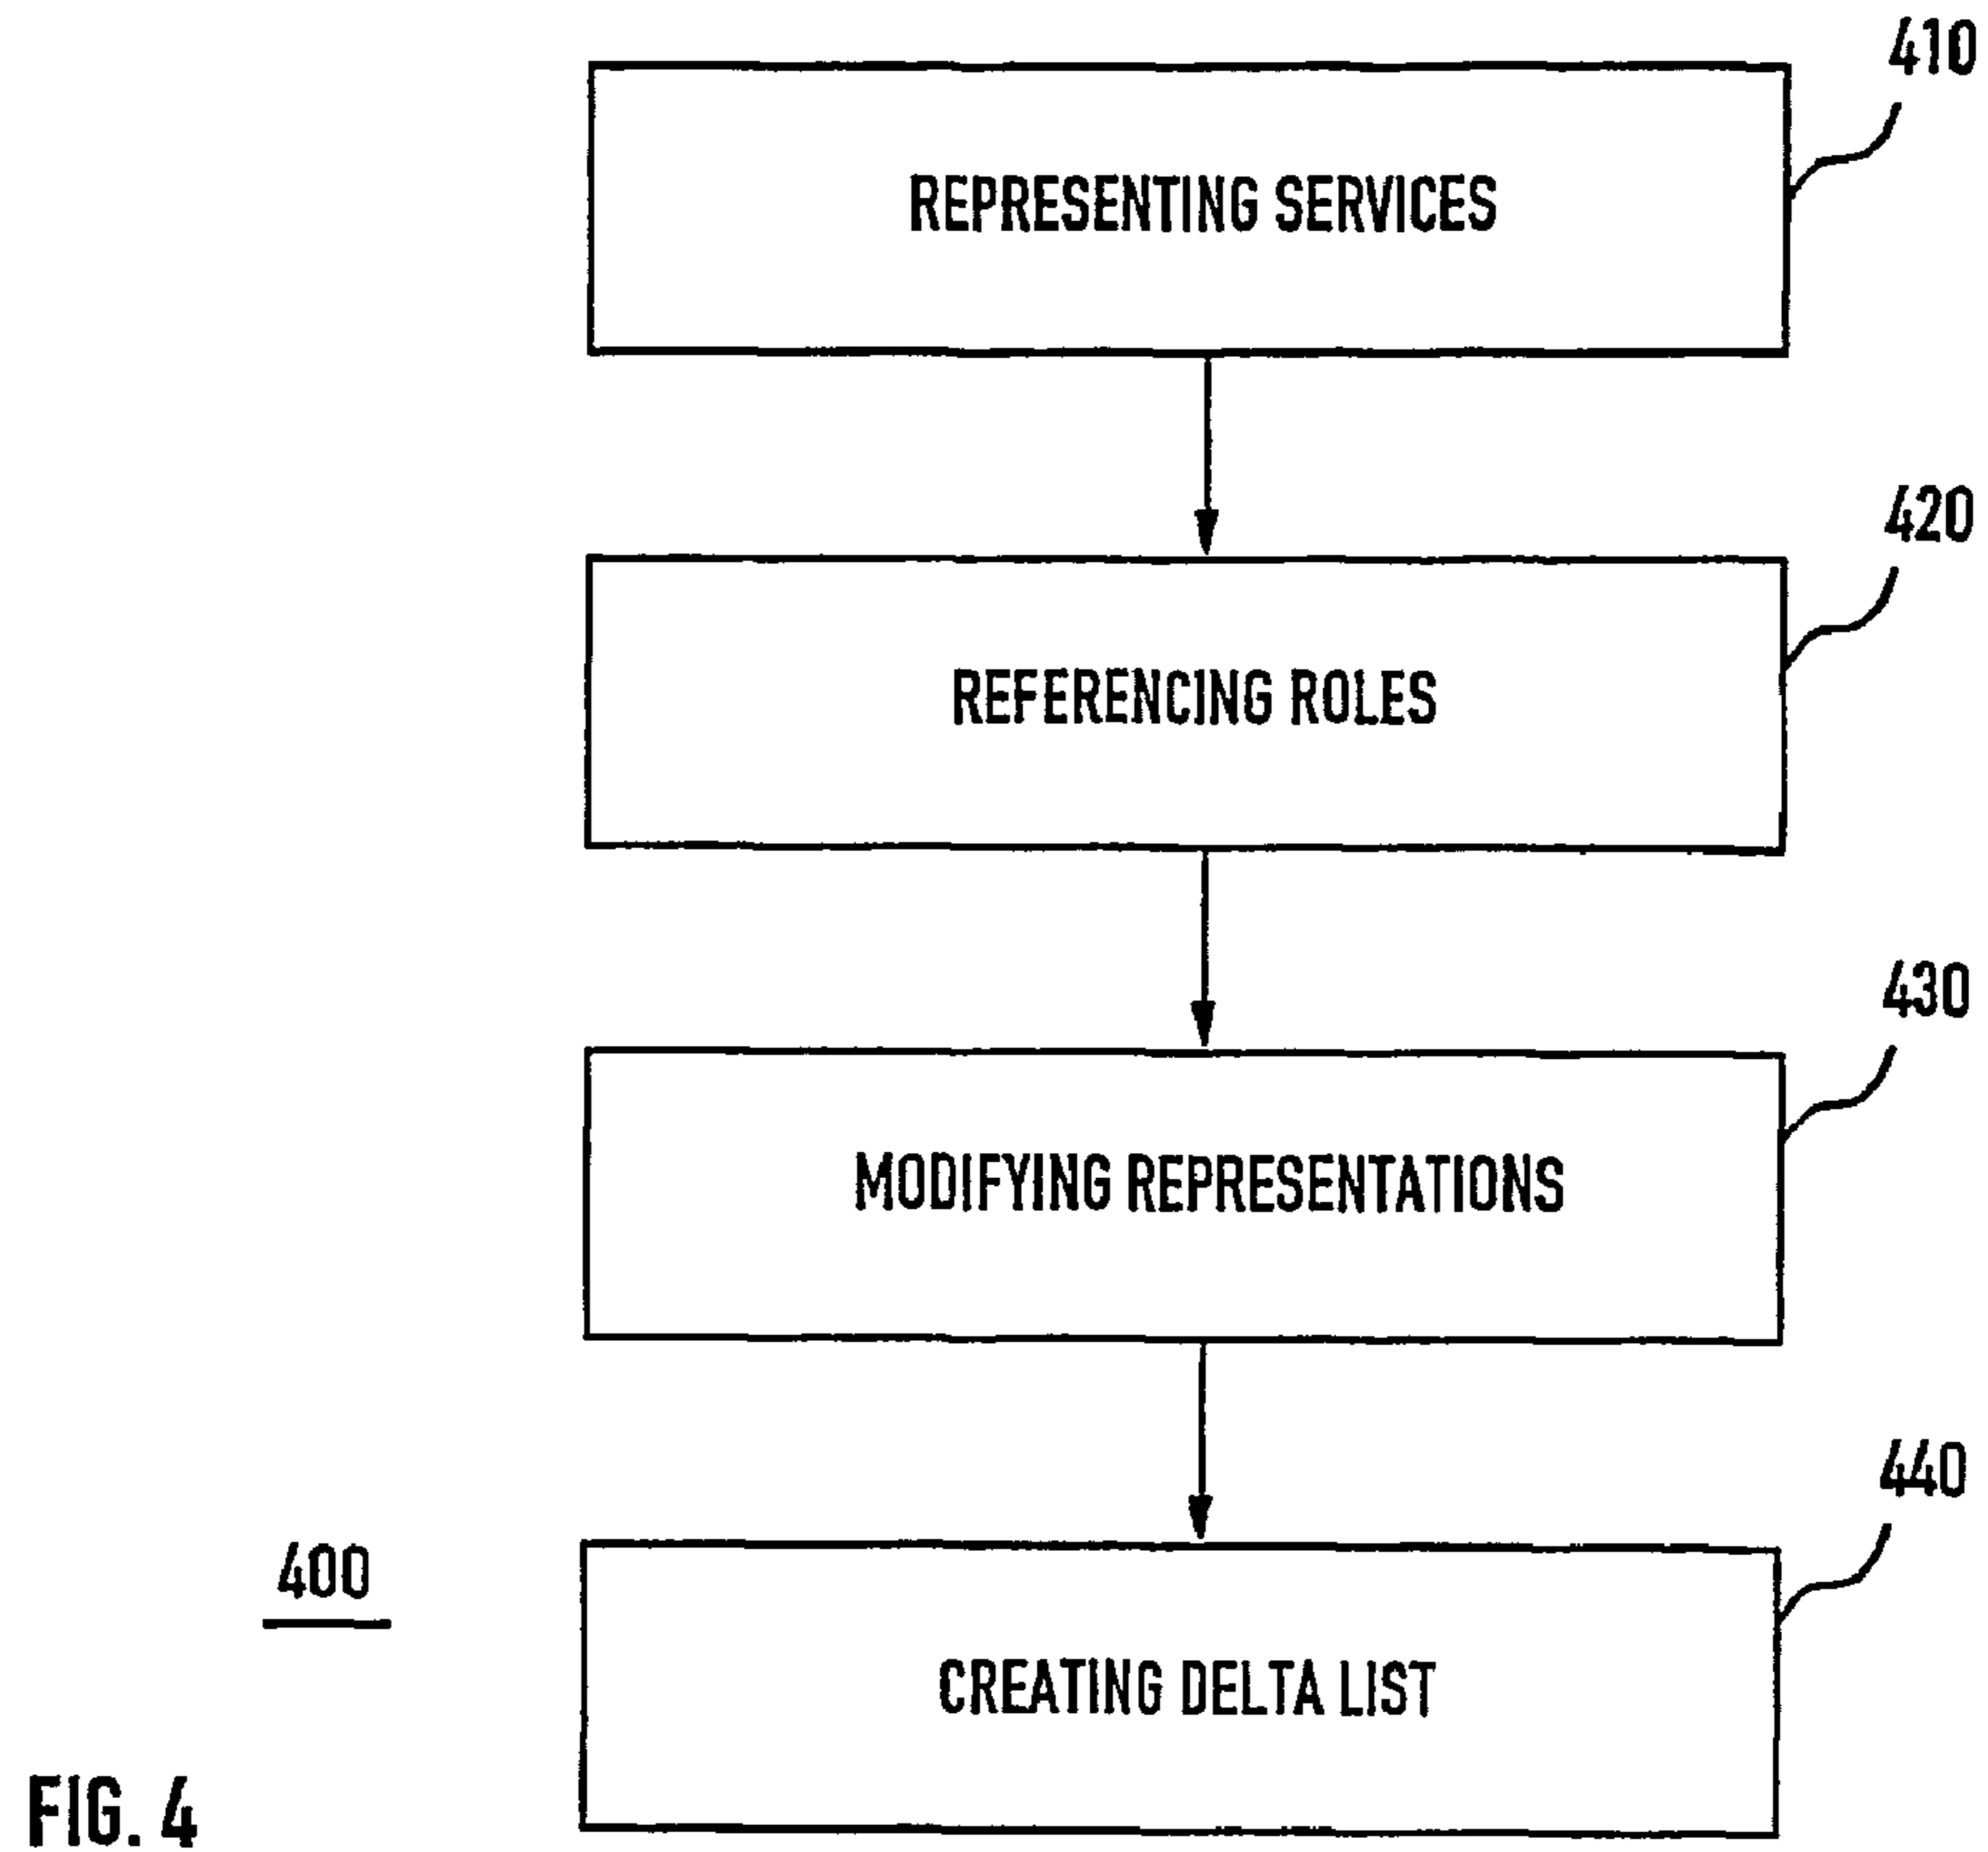 410
REPRESENTING SERVICES
420
REFERENCING ROLES
430
MODIFYING REPRESENTATIONS
440
400
CREATING DELTA LIST
FIG. 4